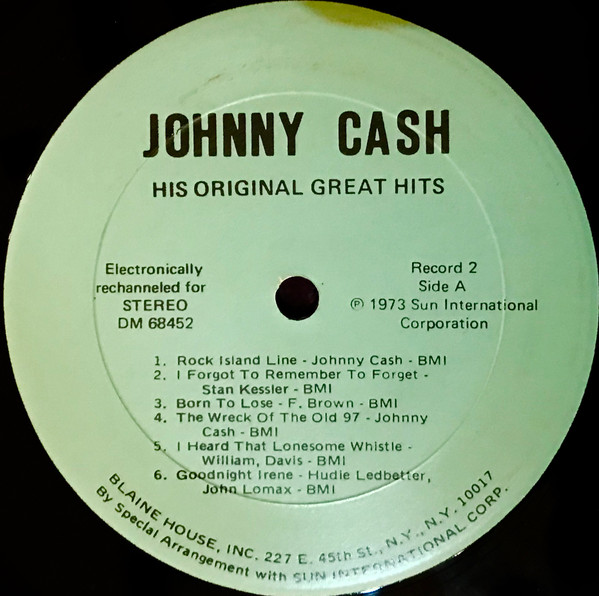 JOHNNY CASH
HIS ORIGINAL GREAT HITS
Electronically
rechanneled for
STEREO
DM 68452
Record 2
Side A
℗ 1973 Sun International
Corporation
1. Rock Island Line - Johnny Cash - BMI
2. I Forgot To Remember To Forget -
Stan Kessler - BMI
3. Born To Lose - F. Brown - BMI
4. The Wreck Of The Old 97 - Johnny
Cash - BMI
5. I Heard That Lonesome Whistle -
William, Davis - BMI
6. Goodnight Irene - Hudie Ledbetter,
John Lomax - BMI
BLAINE HOUSE, INC. 227 E. 45th St., N.Y., N.Y. 10017
By Special Arrangement with SUN INTERNATIONAL CORP.